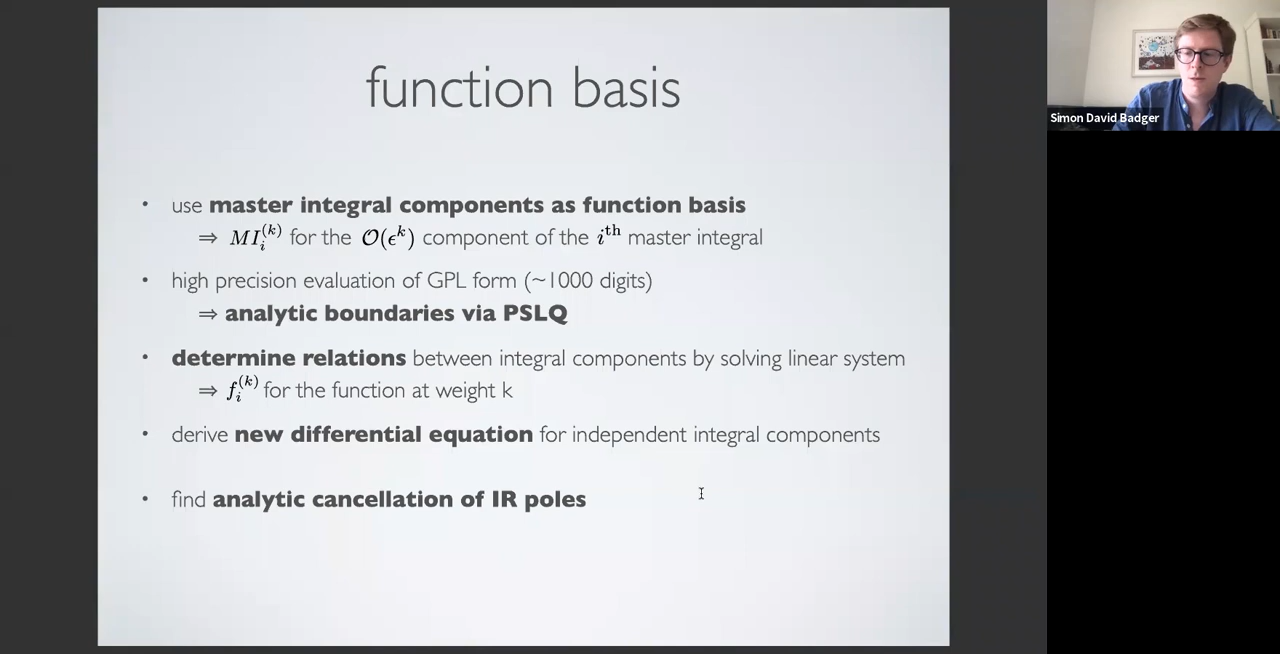 function basis
• use master integral components as function basis
⇒ MI_i^(k) for the O(ϵ^k) component of the i^th master integral
• high precision evaluation of GPL form (~1000 digits)
⇒ analytic boundaries via PSLQ
• determine relations between integral components by solving linear system
⇒ f_i^(k) for the function at weight k
• derive new differential equation for independent integral components
• find analytic cancellation of IR poles
Simon David Badger